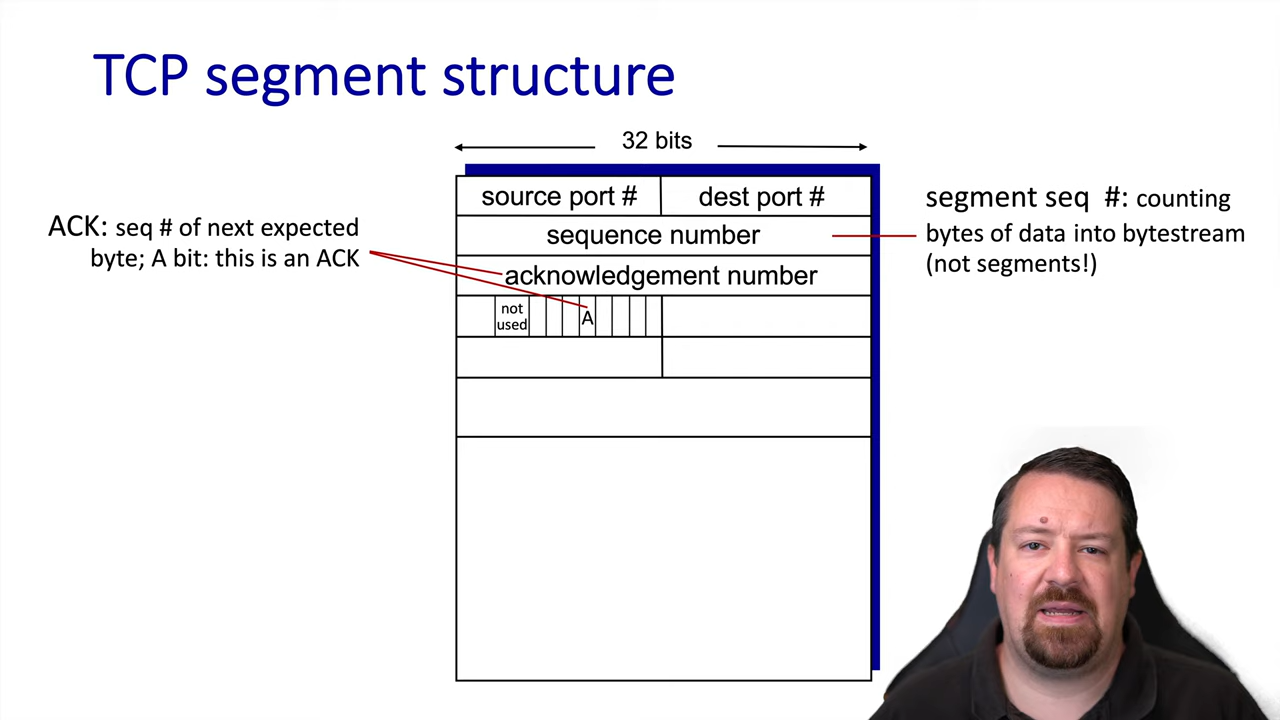 TCP segment structure
32 bits
source port #
dest port #
sequence number
acknowledgement number
not
used
A
ACK: seq # of next expected
byte; A bit: this is an ACK
segment seq #: counting
bytes of data into bytestream
(not segments!)